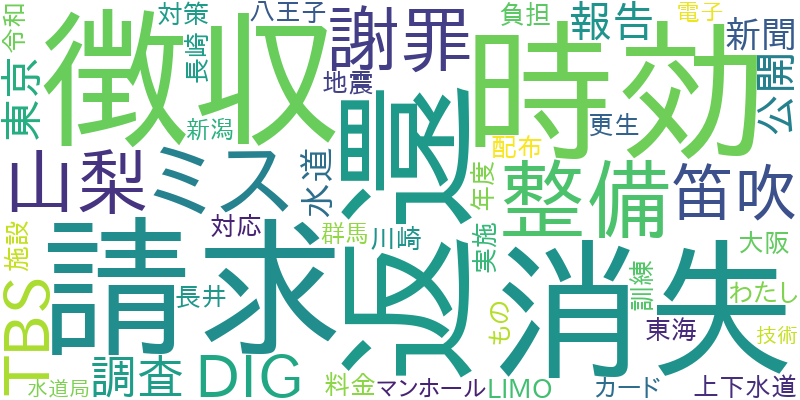 令和
対策
八王子
負担
電子
東京
徴収
長崎
謝罪
地震
時効
報告
新聞
公開
新潟
返還
更生
配布
山梨
ミス
水道
年度
整備
笛吹
請求
対応
群馬
川崎
実施
消失
大阪
施設
TBS
長井
もの
訓練
わたし
東海
技術
水道局
調査
DIG
料金
マンホール
LIMO
カード
上下水道